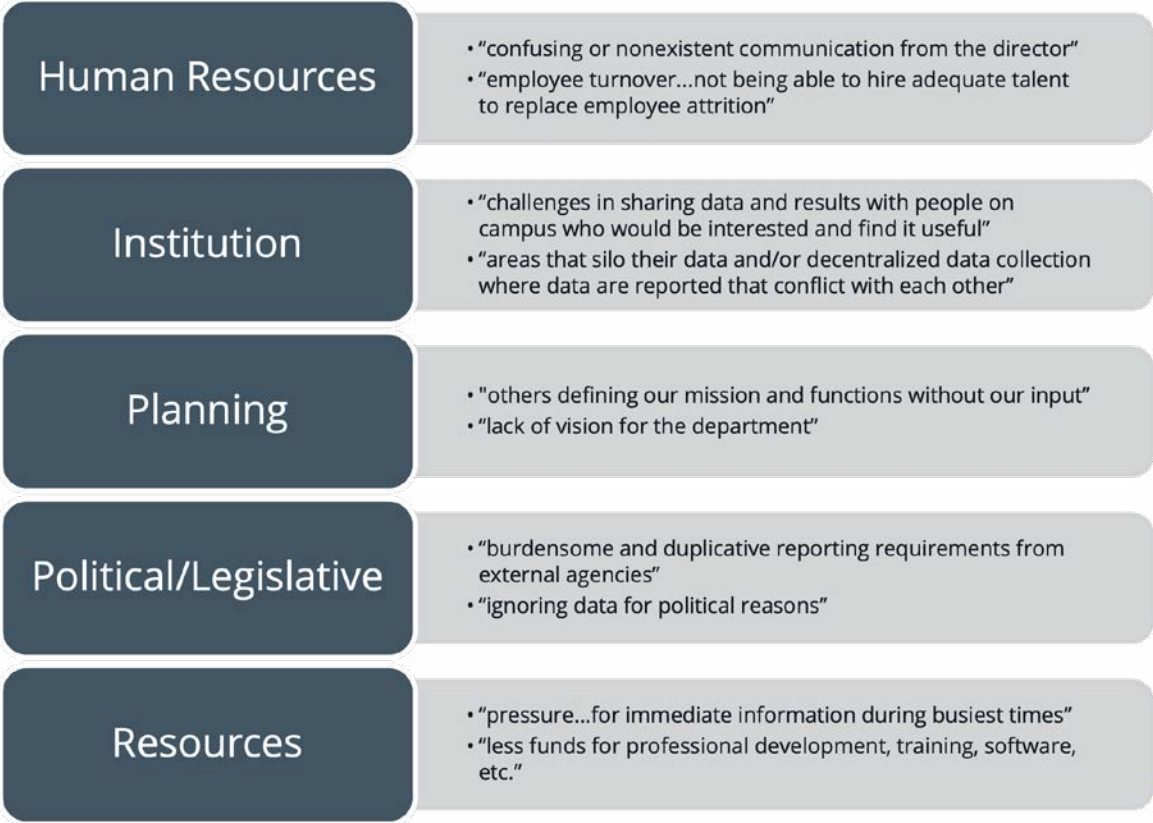 Human Resources
• “confusing or nonexistent communication from the director”
• “employee turnover...not being able to hire adequate talent
to replace employee attrition”
Institution
• “challenges in sharing data and results with people on
campus who would be interested and find it useful”
• “areas that silo their data and/or decentralized data collection
where data are reported that conflict with each other”
Planning
• "others defining our mission and functions without our input”
• “lack of vision for the department”
Political/Legislative
• “burdensome and duplicative reporting requirements from
external agencies”
• “ignoring data for political reasons”
Resources
• “pressure...for immediate information during busiest times”
• “less funds for professional development, training, software,
etc.”